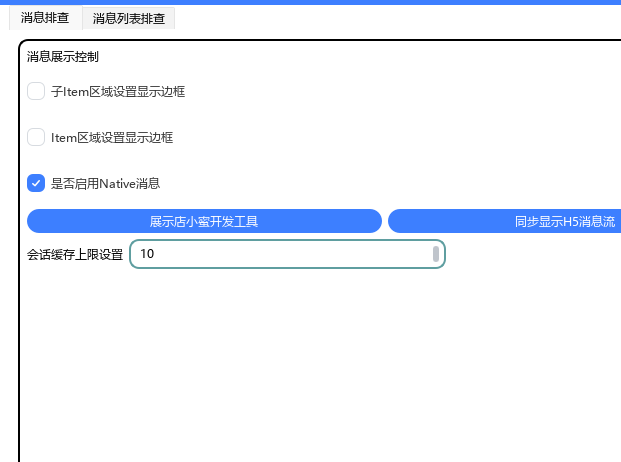 消息排查 消息列表排查
消息展示控制
子Item区域设置显示边框
Item区域设置显示边框
是否启用Native消息
展示店小蜜开发工具 同步显示H5消息流
会话缓存上限设置 10